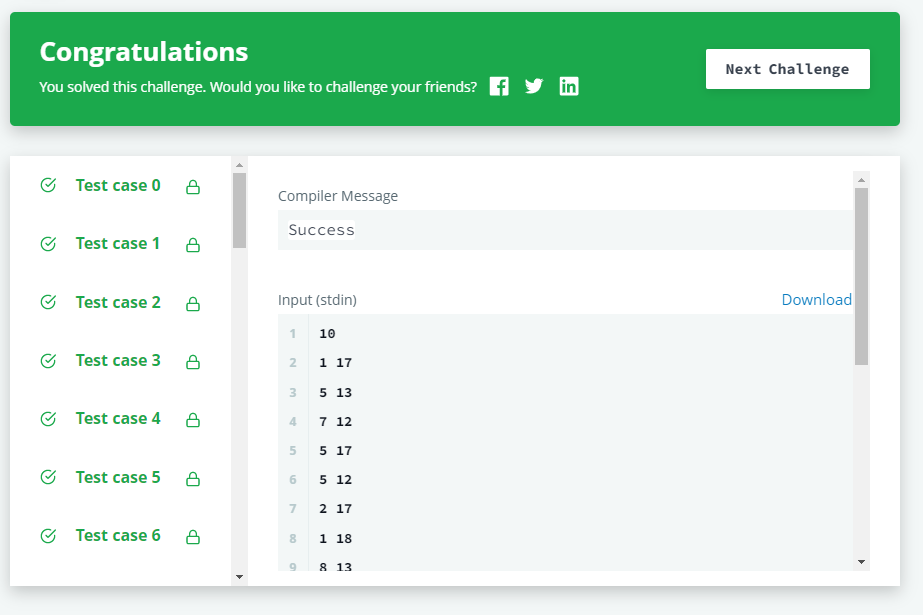 Congratulations
You solved this challenge. Would you like to challenge your friends?
Next Challenge
Test case 0
Test case 1
Test case 2
Test case 3
Test case 4
Test case 5
Test case 6
Compiler Message
Success
Input (stdin)
Download
1 10
2 1 17
3 5 13
4 7 12
5 5 17
6 5 12
7 2 17
8 1 18
9 8 13